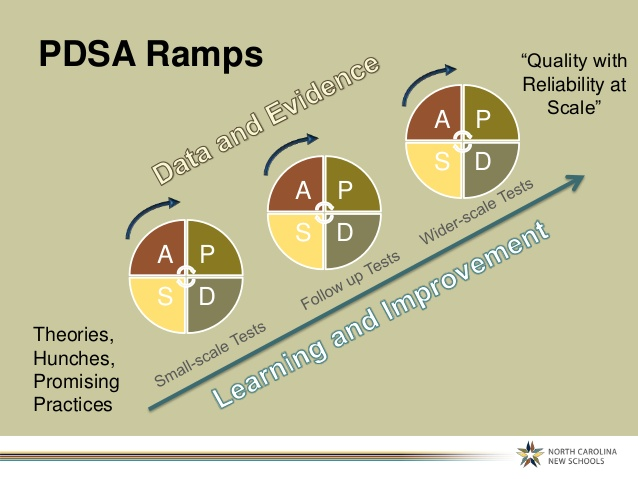 PDSA Ramps
“Quality with
Reliability at
Scale”
Data and Evidence
A P
S D
A P
S D
A P
S D
Small-scale Tests
Follow up Tests
Wider-scale Tests
Learning and Improvement
Theories,
Hunches,
Promising
Practices
NORTH CAROLINA
NEW SCHOOLS